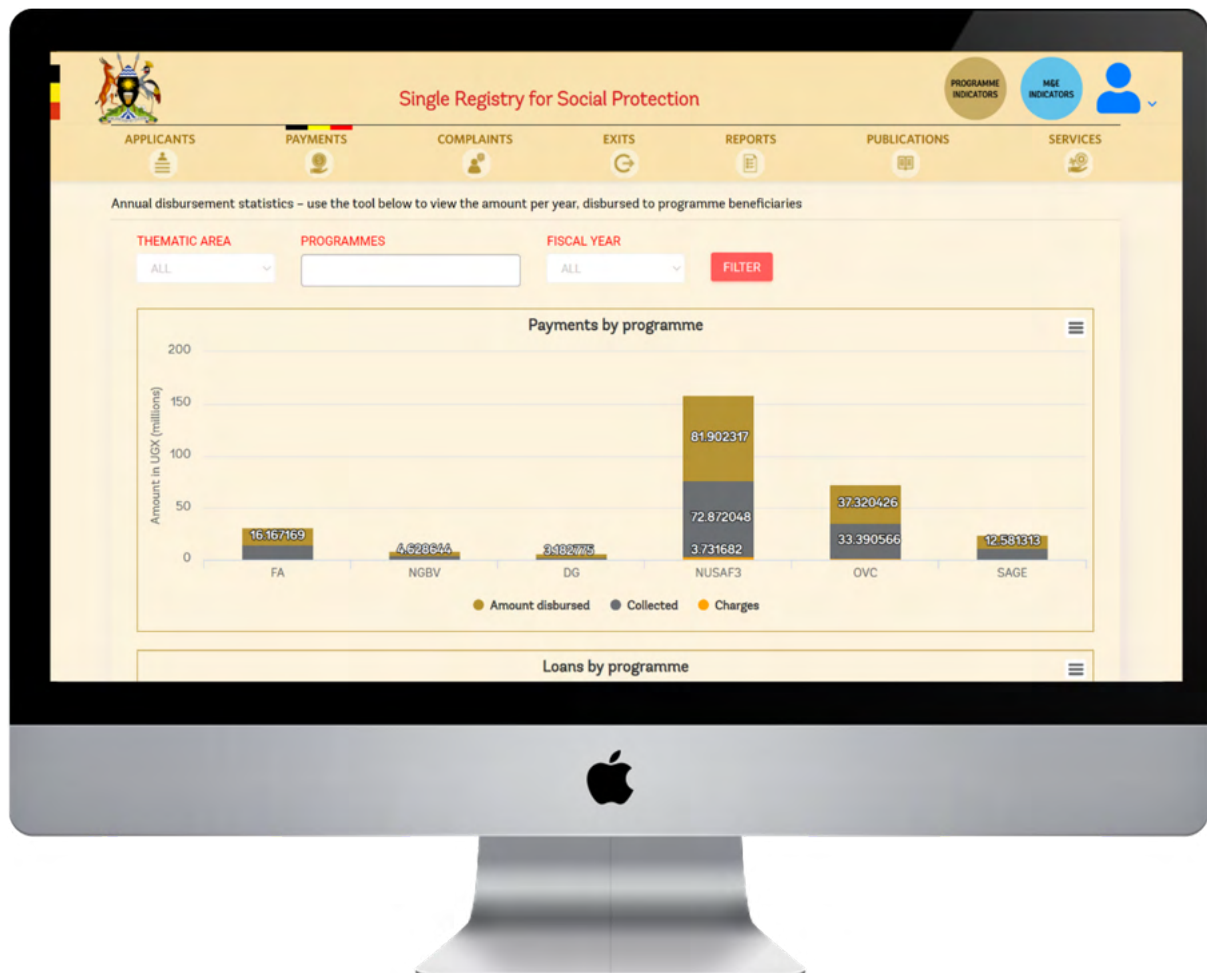 Single Registry for Social Protection
PROGRAMME
INDICATORS
M&E
INDICATORS
APPLICANTS PAYMENTS COMPLAINTS EXITS REPORTS PUBLICATIONS SERVICES
Annual disbursement statistics – use the tool below to view the amount per year, disbursed to programme beneficiaries
THEMATIC AREA PROGRAMMES FISCAL YEAR
ALL ALL FILTER
Payments by programme
Amount in UGX (millions)
200
150
100
50
0
16.167169
4.628644
3.182775
81.902317
72.872048
3.731682
37.320426
33.390566
12.581313
FA NGBV DG NUSAF3 OVC SAGE
Amount disbursed Collected Charges
Loans by programme